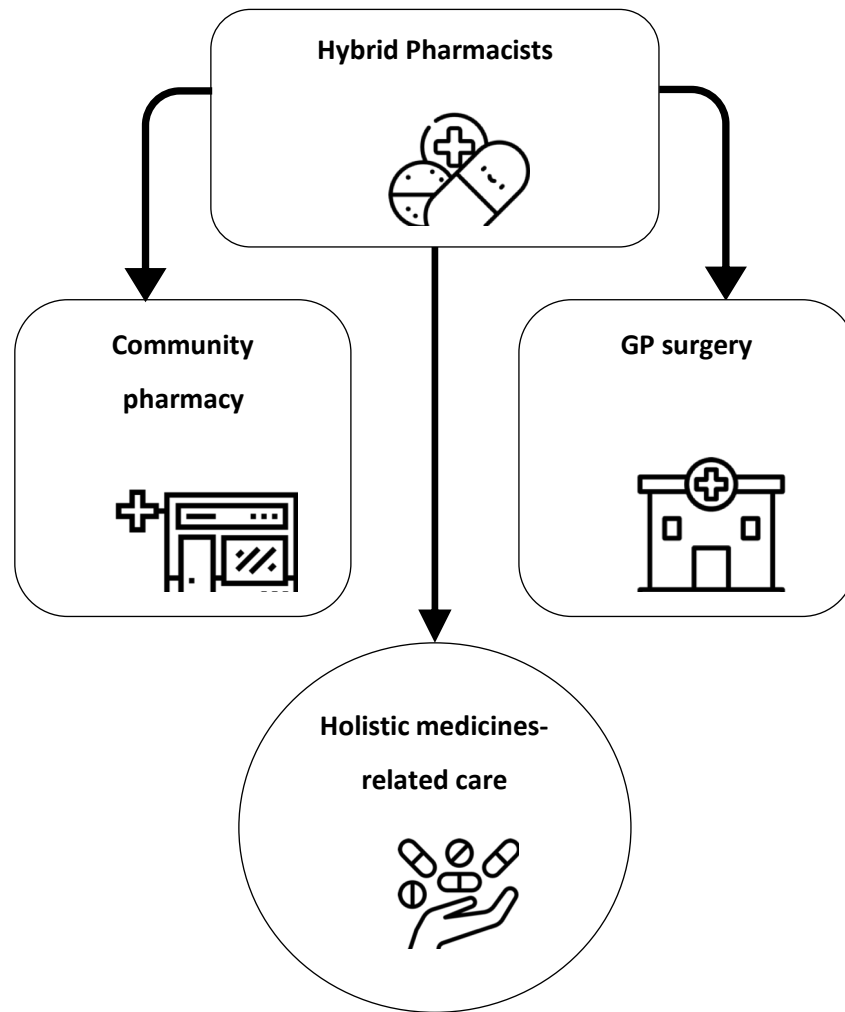 Hybrid Pharmacists
Community
pharmacy
GP surgery
Holistic medicines-
related care